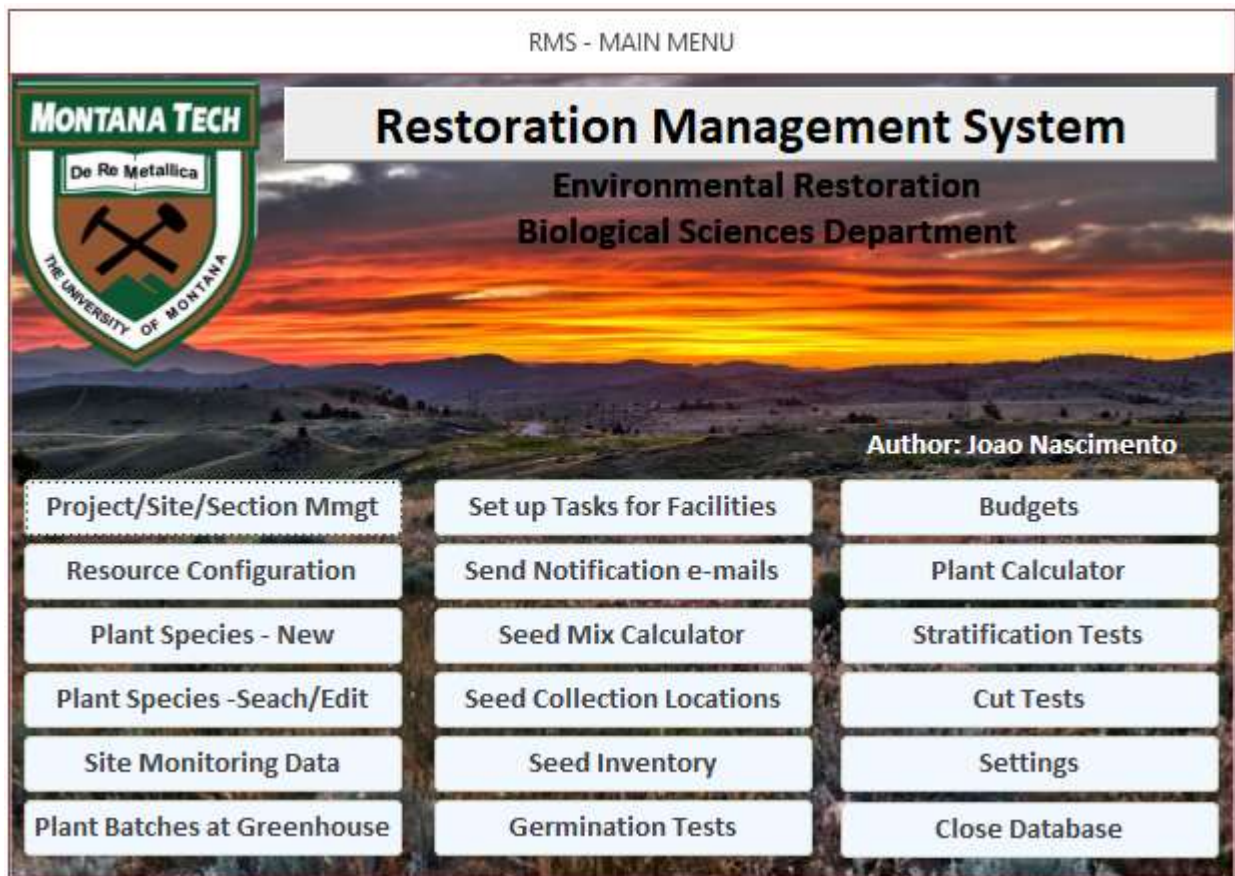 RMS - MAIN MENU
MONTANA TECH
De Re Metallica
THE UNIVERSITY OF MONTANA
Restoration Management System
Environmental Restoration
Biological Sciences Department
Author: Joao Nascimento
Project/Site/Section Mmgt
Set up Tasks for Facilities
Budgets
Resource Configuration
Send Notification e-mails
Plant Calculator
Plant Species - New
Seed Mix Calculator
Stratification Tests
Plant Species -Seach/Edit
Seed Collection Locations
Cut Tests
Site Monitoring Data
Seed Inventory
Settings
Plant Batches at Greenhouse
Germination Tests
Close Database